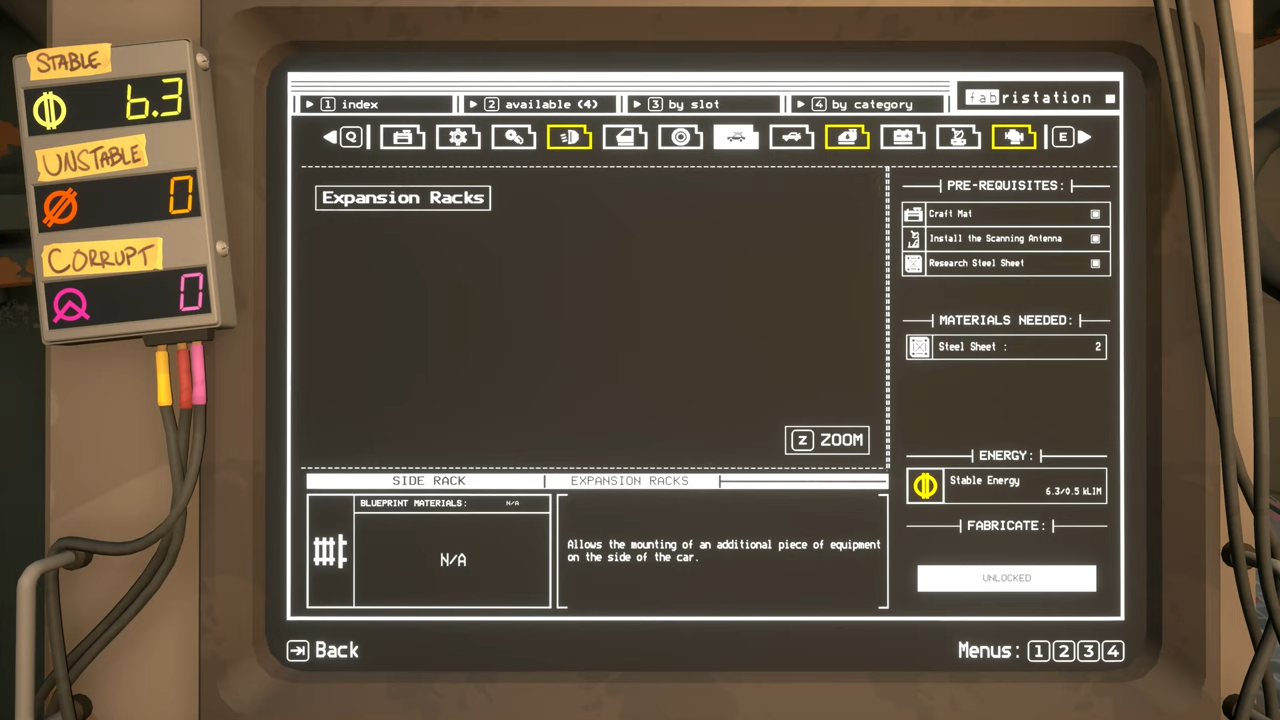 STABLE
6.3
UNSTABLE
0
CORRUPT
0
1 index
2 available (4)
3 by slot
4 by category
fabristation
Q
E
Expansion Racks
Z ZOOM
PRE-REQUISITES:
Craft Mat
Install the Scanning Antenna
Research Steel Sheet
MATERIALS NEEDED:
Steel Sheet : 2
ENERGY:
Stable Energy
6.3/0.5 kLIM
FABRICATE:
UNLOCKED
SIDE RACK
EXPANSION RACKS
BLUEPRINT MATERIALS: N/A
N/A
Allows the mounting of an additional piece of equipment
on the side of the car.
Back
Menus: 1 2 3 4